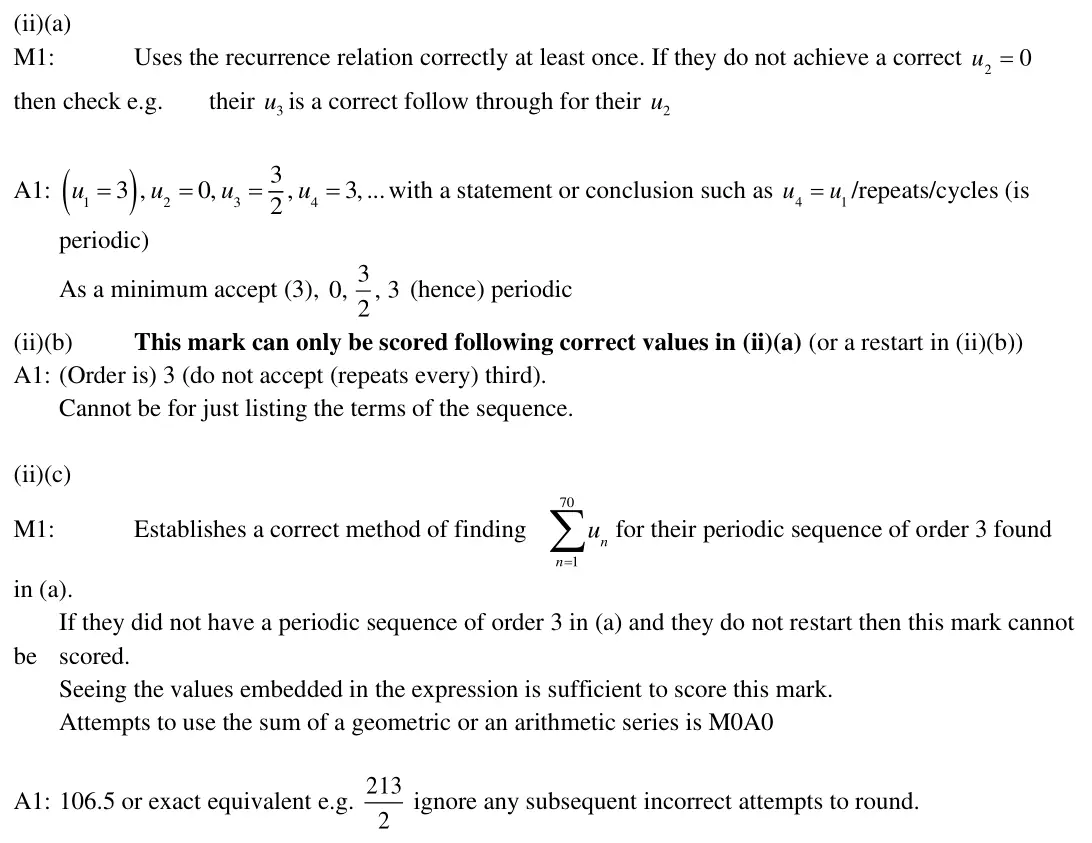 (ii)(a)
M1: Uses the recurrence relation correctly at least once. If they do not achieve a correct u₂ = 0
then check e.g. their u₃ is a correct follow through for their u₂
A1: (u₁ = 3), u₂ = 0, u₃ = 3/2, u₄ = 3, ... with a statement or conclusion such as u₄ = u₁ /repeats/cycles (is
periodic)
As a minimum accept (3), 0, 3/2, 3 (hence) periodic
(ii)(b) This mark can only be scored following correct values in (ii)(a) (or a restart in (ii)(b))
A1: (Order is) 3 (do not accept (repeats every) third).
Cannot be for just listing the terms of the sequence.
(ii)(c)
M1: Establishes a correct method of finding ∑_{n=1}^{70} uₙ for their periodic sequence of order 3 found
in (a).
If they did not have a periodic sequence of order 3 in (a) and they do not restart then this mark cannot
be scored.
Seeing the values embedded in the expression is sufficient to score this mark.
Attempts to use the sum of a geometric or an arithmetic series is M0A0
A1: 106.5 or exact equivalent e.g. 213/2 ignore any subsequent incorrect attempts to round.